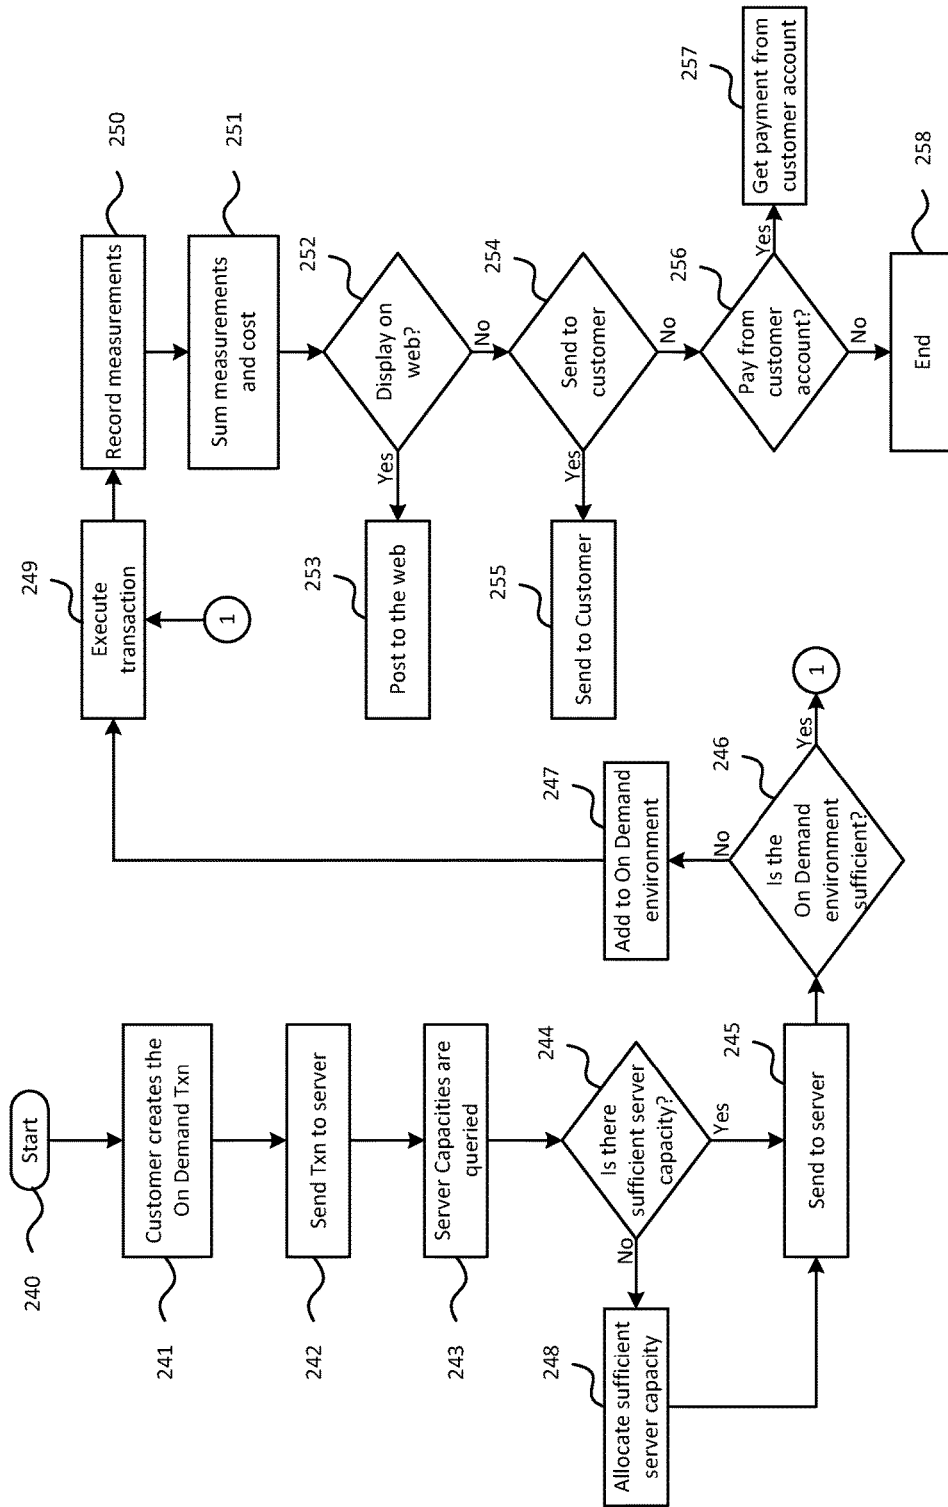 Start
240
Customer creates the
On Demand Txn
241
Send Txn to server
242
Server Capacities are
queried
243
Is there
sufficient server
capacity?
244
No
Yes
Allocate sufficient
server capacity
248
Send to server
245
Is the
On Demand
environment
sufficient?
246
No
Yes
1
Add to On Demand
environment
247
1
Execute
transaction
249
Record measurements
250
Sum measurements
and cost
251
Display on
web?
252
Yes
No
Post to the web
253
Send to
customer
254
Yes
No
Send to Customer
255
Pay from
customer
account?
256
Yes
No
Get payment from
customer account
257
End
258